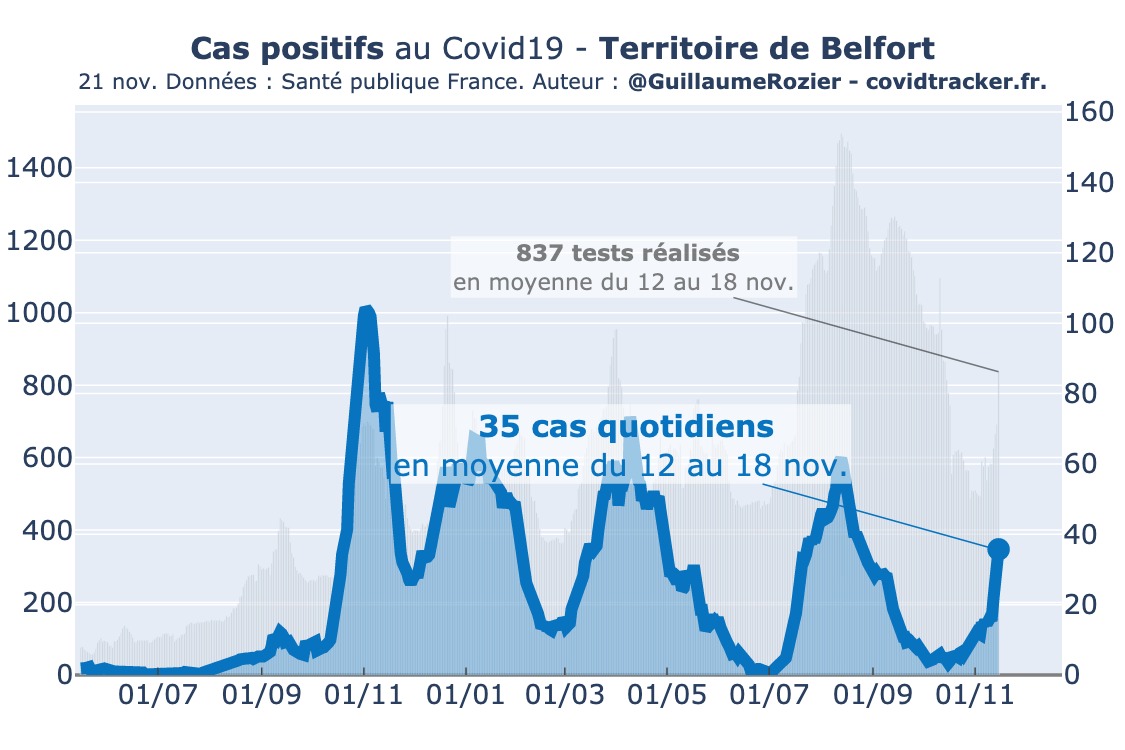 Cas positifs au Covid19 - Territoire de Belfort
21 nov. Données : Santé publique France. Auteur : @GuillaumeRozier - covidtracker.fr.
160
1400
140
1200
120
837 tests réalisés
en moyenne du 12 au 18 nov.
1000
100
800
80
35 cas quotidiens
en moyenne du 12 au 18 nov.
600
60
400
40
200
20
0
0
01/07 01/09 01/11 01/01 01/03 01/05 01/07 01/09 01/11